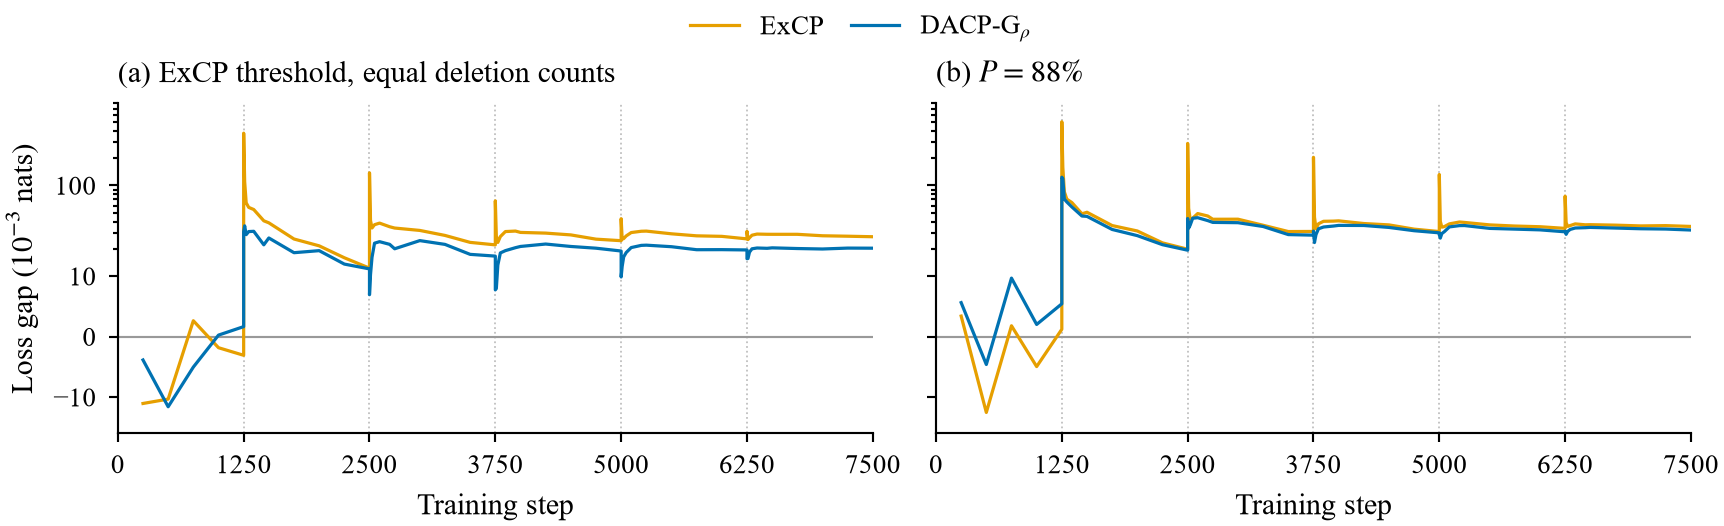 ExCP DACP-Gρ
(a) ExCP threshold, equal deletion counts
(b) P = 88%
Loss gap (10⁻³ nats)
100
10
0
−10
0 1250 2500 3750 5000 6250 7500
0 1250 2500 3750 5000 6250 7500
Training step
Training step